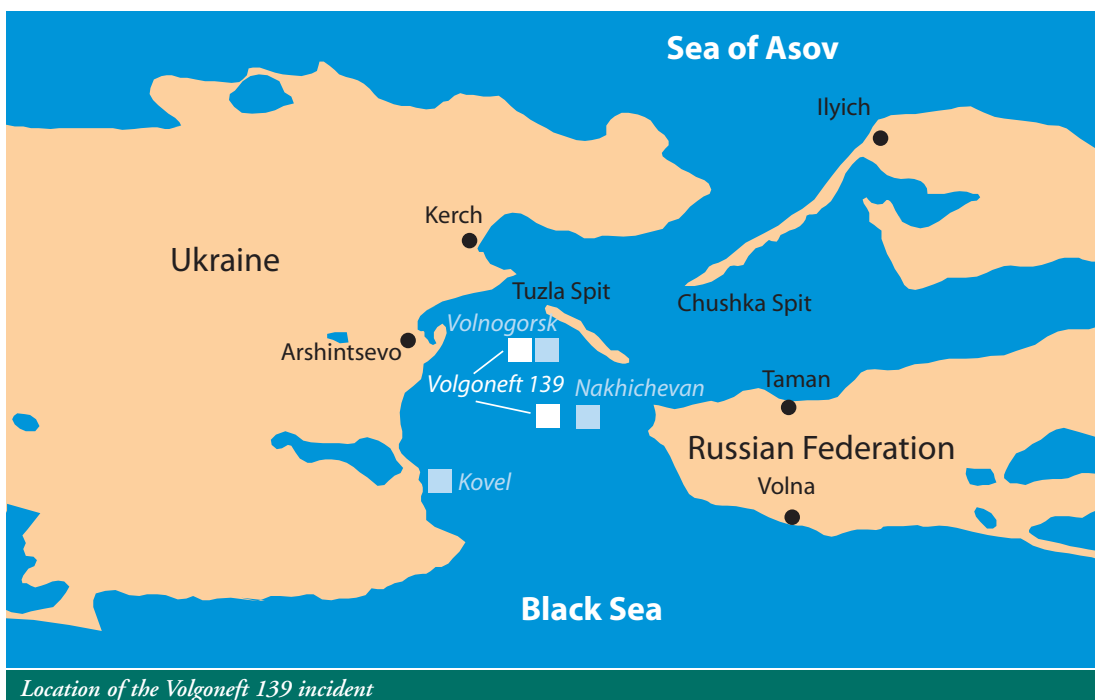 Sea of Asov
Ilyich
Kerch
Ukraine
Tuzla Spit
Chushka Spit
Volnogorsk
Arshintsevo
Volgoneft 139
Nakhichevan
Taman
Russian Federation
Kovel
Volna
Black Sea
Location of the Volgoneft 139 incident